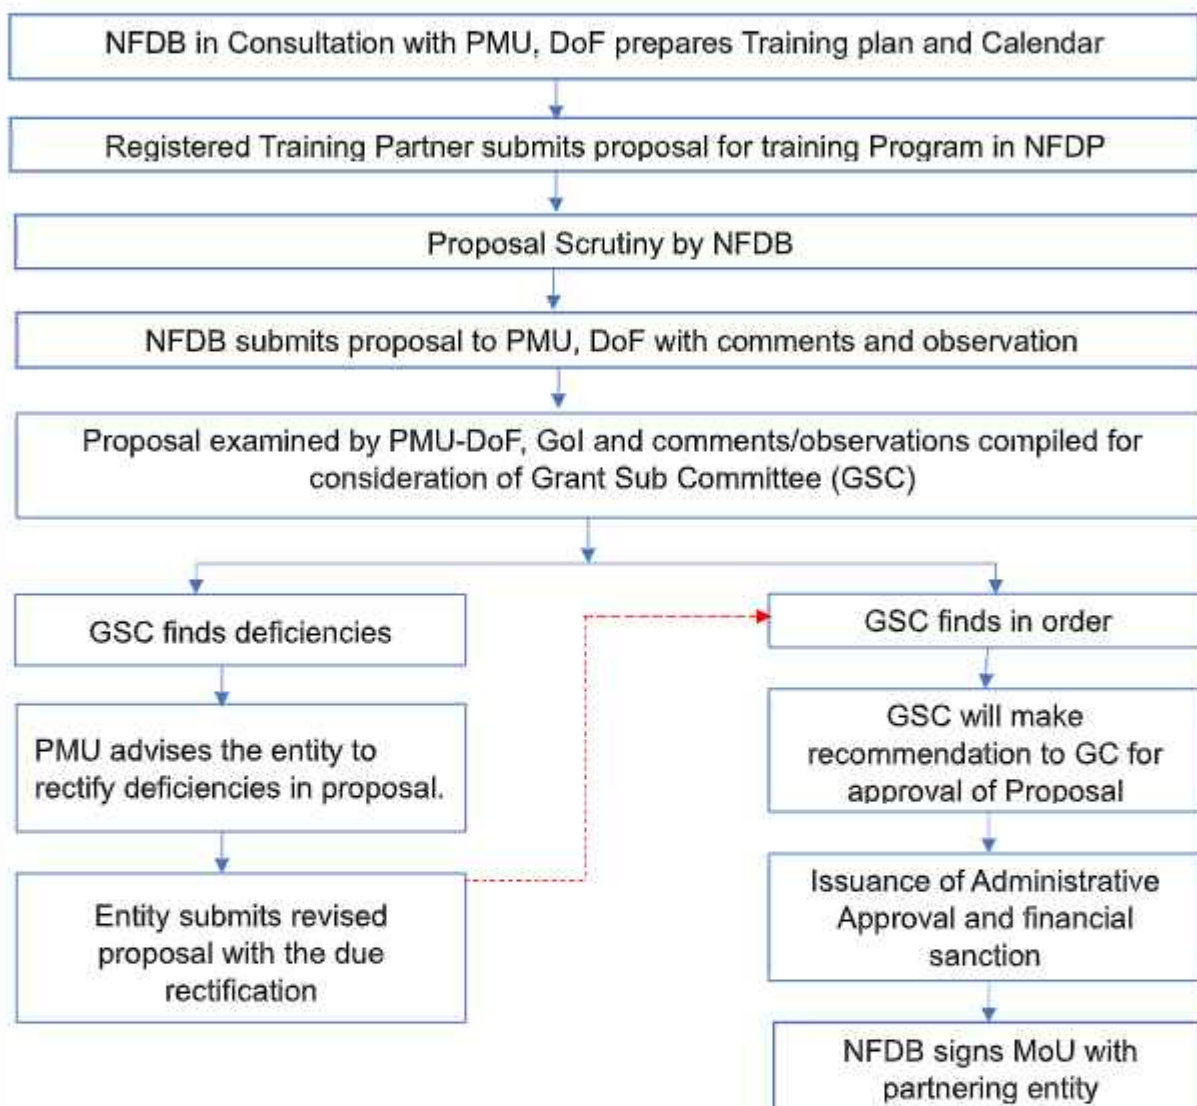 NFDB in Consultation with PMU, DoF prepares Training plan and Calendar
Registered Training Partner submits proposal for training Program in NFDP
Proposal Scrutiny by NFDB
NFDB submits proposal to PMU, DoF with comments and observation
Proposal examined by PMU-DoF, GoI and comments/observations compiled for
consideration of Grant Sub Committee (GSC)
GSC finds deficiencies
PMU advises the entity to
rectify deficiencies in proposal.
Entity submits revised
proposal with the due
rectification
GSC finds in order
GSC will make
recommendation to GC for
approval of Proposal
Issuance of Administrative
Approval and financial
sanction
NFDB signs MoU with
partnering entity